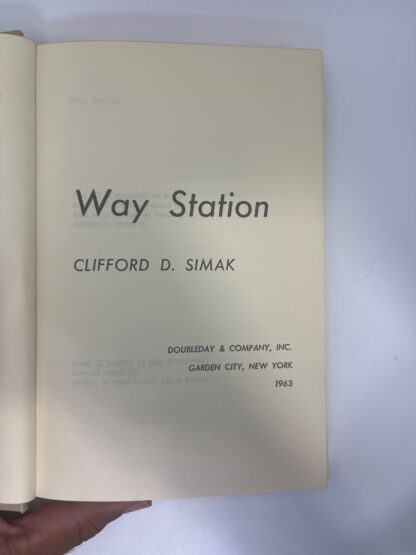 Way Station
CLIFFORD D. SIMAK
DOUBLEDAY & COMPANY, INC.
GARDEN CITY, NEW YORK
1963